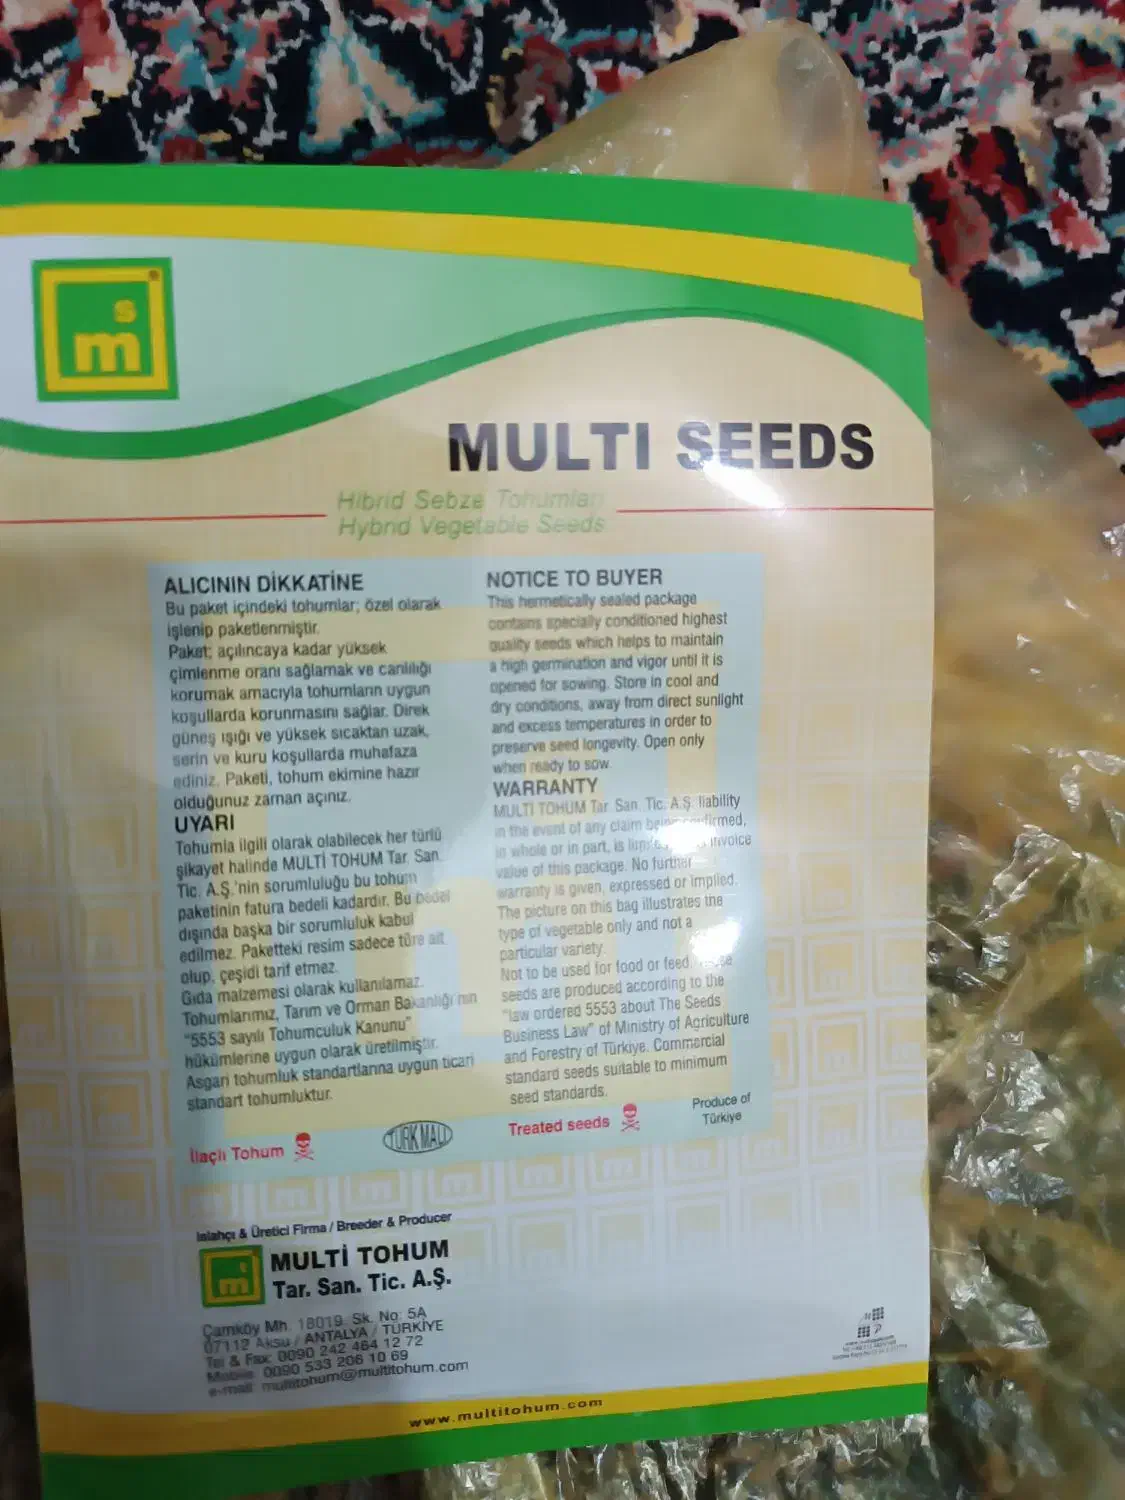 s
m
®
MULTI SEEDS
Hibrid Sebze Tohumları
Hybrid Vegetable Seeds
ALICININ DİKKATİNE
Bu paket içindeki tohumlar; özel olarak
işlenip paketlenmiştir.
Paket; açılıncaya kadar yüksek
çimlenme oranı sağlamak ve canlılığı
korumak amacıyla tohumların uygun
koşullarda korunmasını sağlar. Direk
güneş ışığı ve yüksek sıcaktan uzak,
serin ve kuru koşullarda muhafaza
ediniz. Paketi, tohum ekimine hazır
olduğunuz zaman açınız.
UYARI
Tohumla ilgili olarak olabilecek her türlü
şikayet halinde MULTİ TOHUM Tar. San.
Tic. A.Ş.'nin sorumluluğu bu tohum
paketinin fatura bedeli kadardır. Bu bedel
dışında başka bir sorumluluk kabul
edilmez. Paketteki resim sadece türe ait
olup, çeşidi tarif etmez.
Gıda malzemesi olarak kullanılamaz.
Tohumlarımız, Tarım ve Orman Bakanlığı'nın
"5553 sayılı Tohumculuk Kanunu"
hükümlerine uygun olarak üretilmiştir.
Asgari tohumluk standartlarına uygun ticari
standart tohumluktur.
İlaçlı Tohum
TÜRK MALI
NOTICE TO BUYER
This hermetically sealed package
contains specially conditioned highest
quality seeds which helps to maintain
a high germination and vigor until it is
opened for sowing. Store in cool and
dry conditions, away from direct sunlight
and excess temperatures in order to
preserve seed longevity. Open only
when ready to sow.
WARRANTY
MULTİ TOHUM Tar. San. Tic. A.Ş. liability
in the event of any claim being
in whole or in part, is invoice
value of this package. No further
warranty is given, expressed or implied.
The picture on this bag illustrates the
type of vegetable only and not a
particular variety.
Not to be used for food or feed.
seeds are produced according to the
"law ordered 5553 about The Seeds
Business Law" of Ministry of Agriculture
and Forestry of Türkiye. Commercial
standard seeds suitable to minimum
seed standards.
Treated seeds
Produce of
Türkiye
Islahçı & Üretici Firma / Breeder & Producer
m
MULTİ TOHUM
Tar. San. Tic. A.Ş.
Çamköy Mh. 18019. Sk. No: 5A
07112 Aksu / ANTALYA / TÜRKİYE
Tel & Fax: 0090 242 464 12 72
Mobile: 0090 533 206 10 69
e-mail: multitohum@multitohum.com
www.multitohum.com